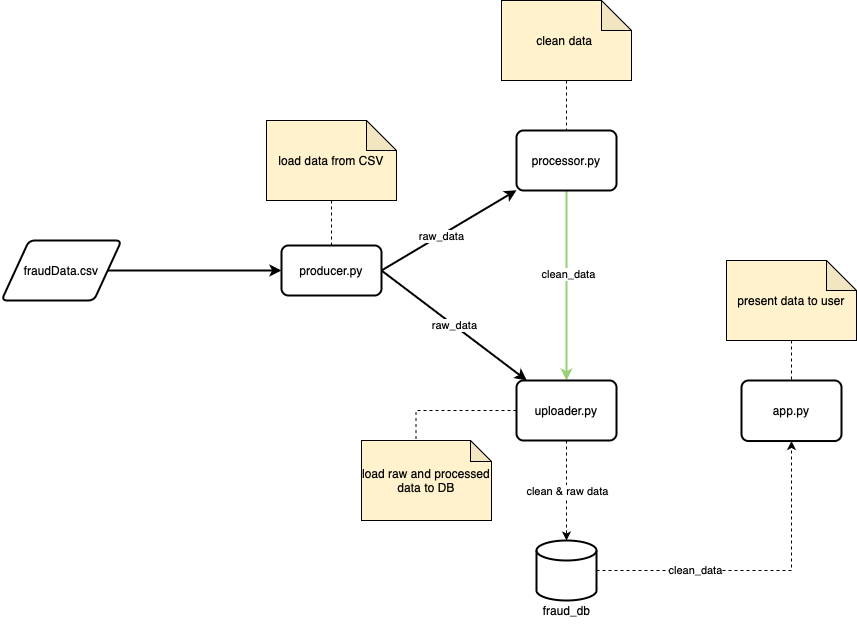 clean data
load data from CSV
processor.py
raw_data
fraudData.csv
producer.py
clean_data
raw_data
present data to user
uploader.py
app.py
load raw and processed
data to DB
clean & raw data
clean_data
fraud_db